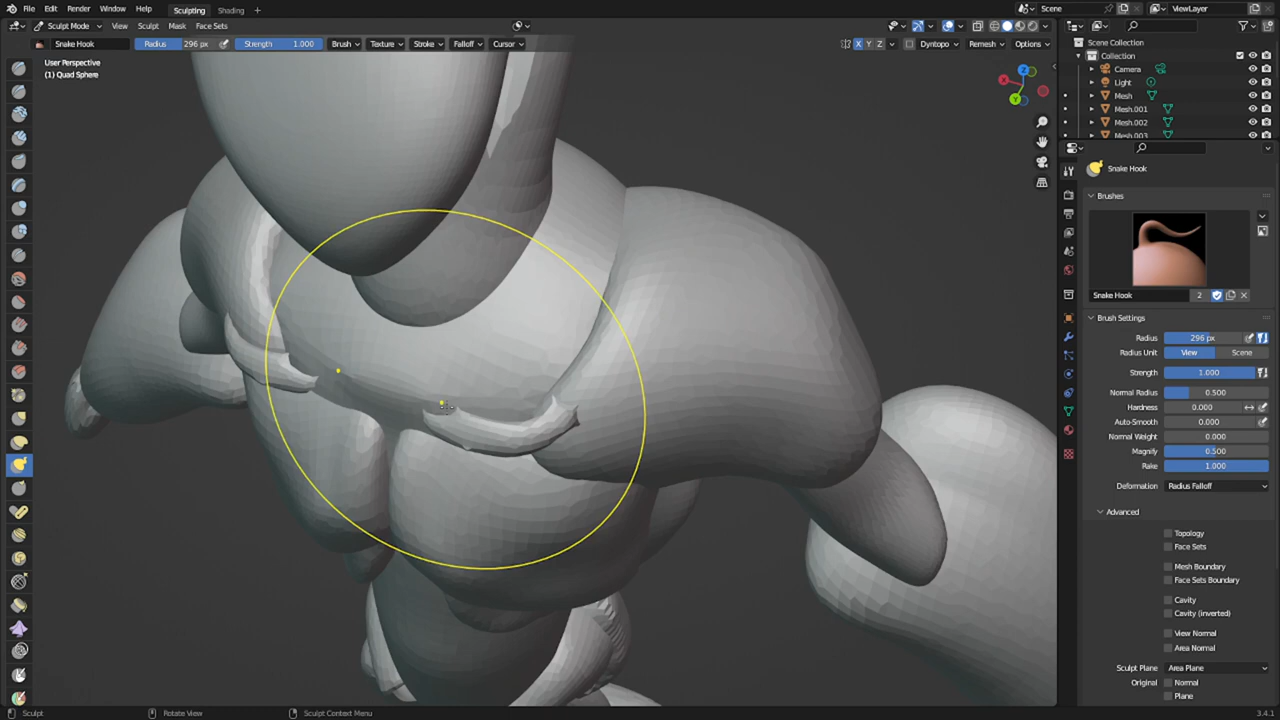 File Edit Render Window Help Sculpting Shading + Scene ViewLayer
Sculpt Mode View Sculpt Mask Face Sets Options
Snake Hook Radius 296 px Strength 1.000 Brush Texture Stroke Falloff Cursor X Y Z Dyntopo Remesh Options
User Perspective
(1) Quad Sphere
Scene Collection
Collection
Camera
Light
Mesh
Mesh.001
Mesh.002
Mesh.003
X
Y
Z
Snake Hook
Brushes
Snake Hook 2
Brush Settings
Radius 296 px
Radius Unit View Scene
Strength 1.000
Normal Radius 0.500
Hardness 0.000
Auto-Smooth 0.000
Normal Weight 0.000
Magnify 0.500
Rake 1.000
Deformation Radius Falloff
Advanced
Topology
Face Sets
Mesh Boundary
Face Sets Boundary
Cavity
Cavity (inverted)
View Normal
Area Normal
Sculpt Plane Area Plane
Original Normal
Plane
Sculpt Rotate View Sculpt Context Menu 3.4.1